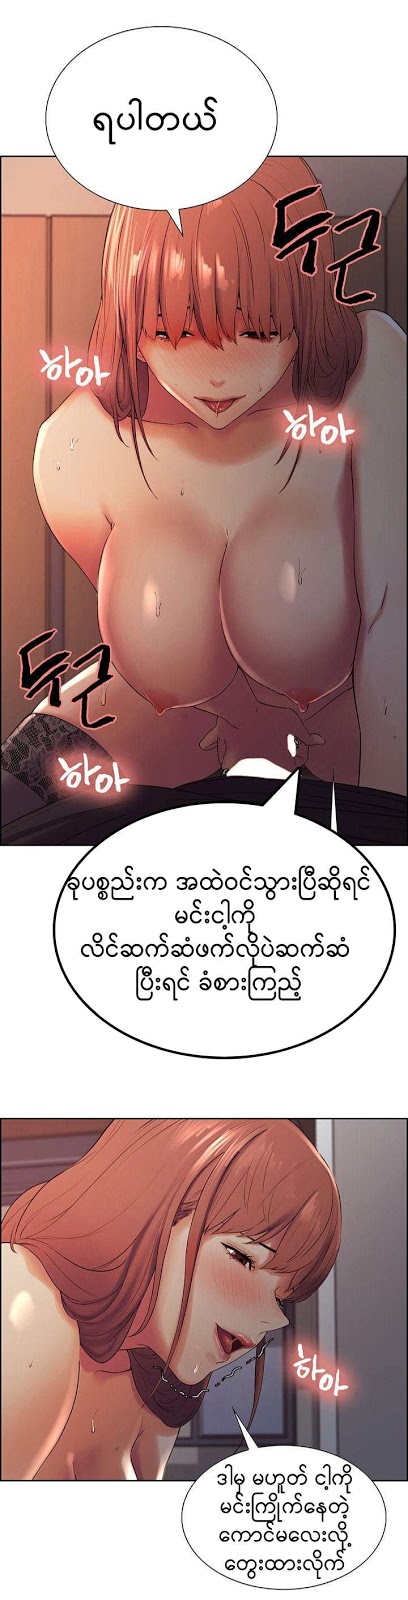 ရပါတယ်
두근
하아
하아
두근
하아
ခုပစ္စည်းက အထဲဝင်သွားပြီဆိုရင်
မင်းငါ့ကို
လိင်ဆက်ဆံဖက်လိုပဲဆက်ဆံ
ပြီးရင် ခံစားကြည့်
하아
ဒါမှ မဟူတ် ငါ့ကို
မင်းကြိုက်နေတဲ့
ကောင်မလေးလို့
တွေးထားလိုက်